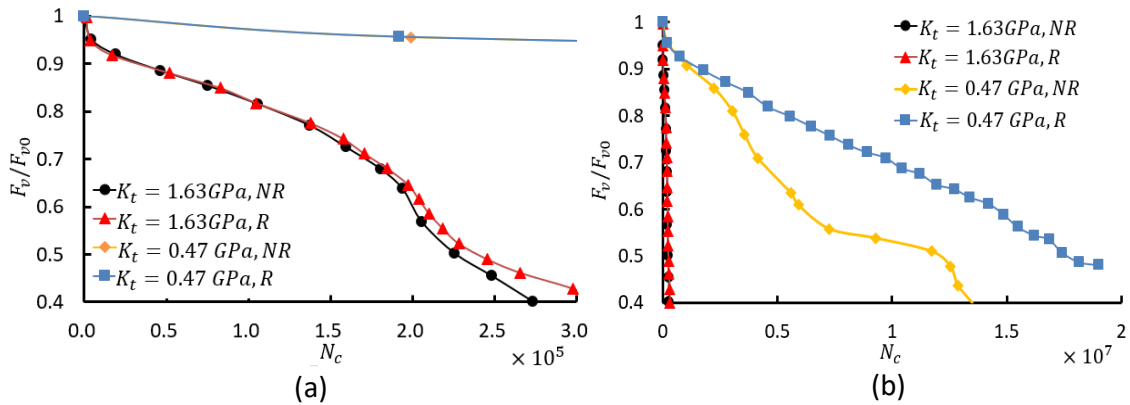 1
0.9
0.8
0.7
0.6
0.5
0.4
F_v/F_{v0}
K_t = 1.63GPa, NR
K_t = 1.63GPa, R
K_t = 0.47 GPa, NR
K_t = 0.47 GPa, R
0.0 0.5 1.0 1.5 2.0 2.5 3.0
N_c
× 10^5
(a)
1
0.9
0.8
0.7
0.6
0.5
0.4
F_v/F_{v0}
K_t = 1.63GPa, NR
K_t = 1.63GPa, R
K_t = 0.47 GPa, NR
K_t = 0.47 GPa, R
0 0.5 1 1.5 2
N_c
× 10^7
(b)